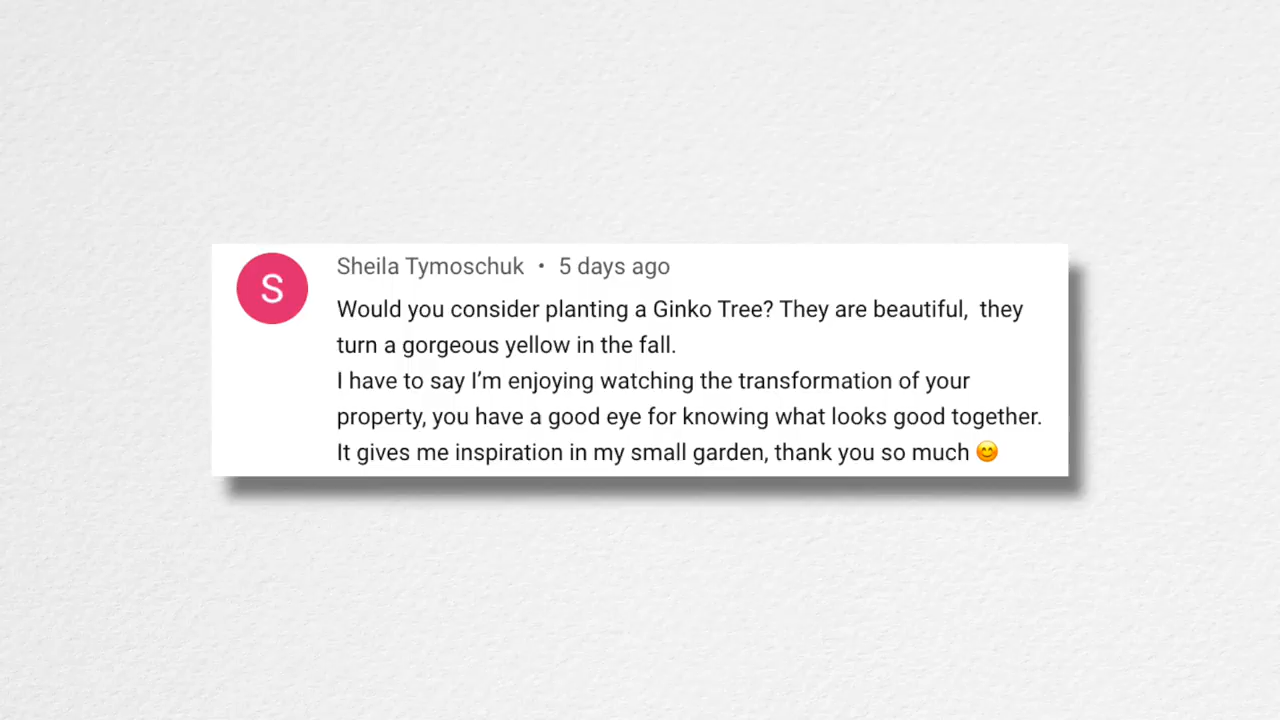 S
Sheila Tymoschuk • 5 days ago
Would you consider planting a Ginko Tree? They are beautiful,  they
turn a gorgeous yellow in the fall.
I have to say I’m enjoying watching the transformation of your
property, you have a good eye for knowing what looks good together.
It gives me inspiration in my small garden, thank you so much 😊